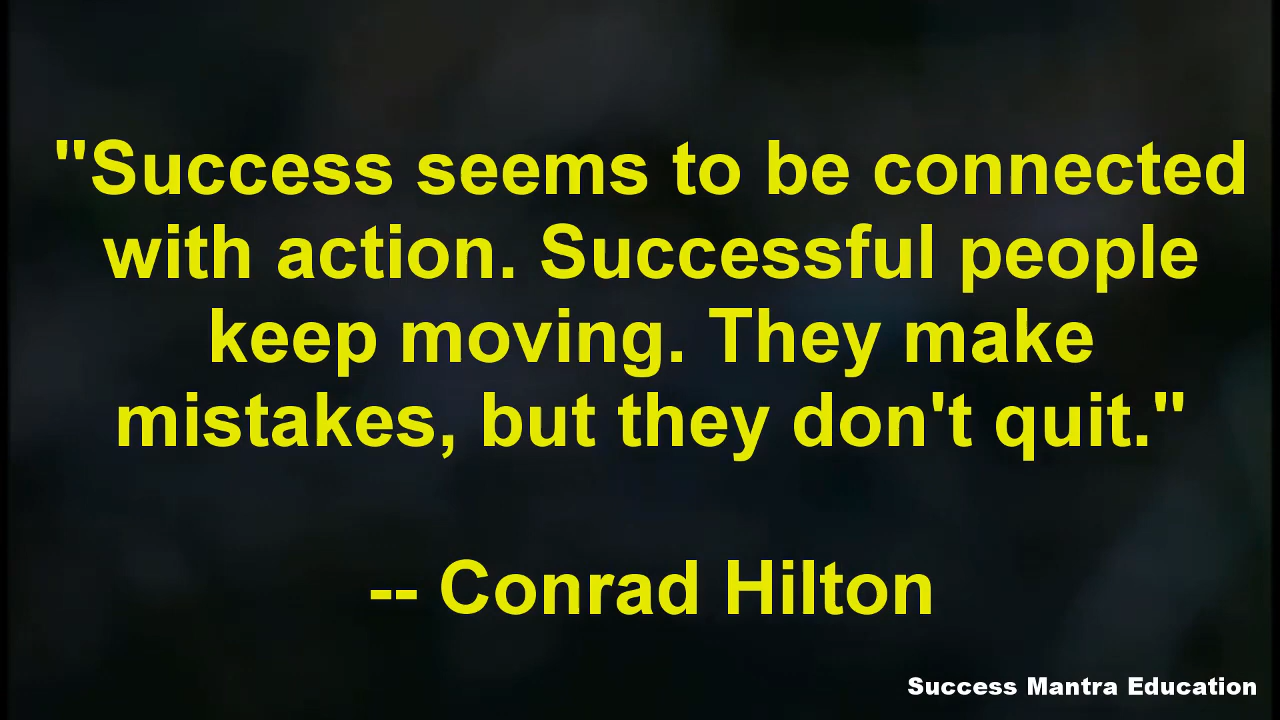 "Success seems to be connected
with action. Successful people
keep moving. They make
mistakes, but they don't quit."
-- Conrad Hilton
Success Mantra Education